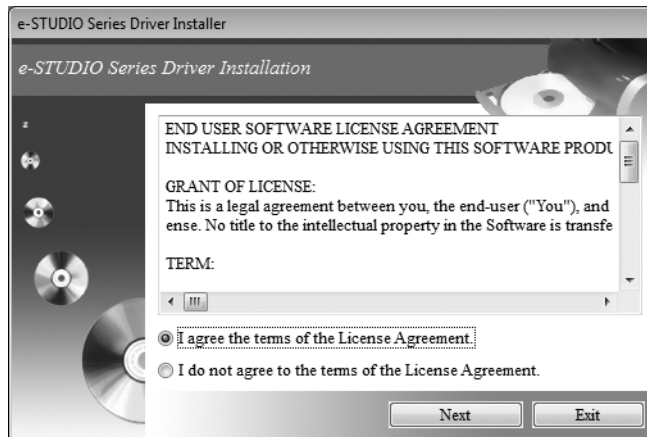 e-STUDIO Series Driver Installer
e-STUDIO Series Driver Installation
END USER SOFTWARE LICENSE AGREEMENT
INSTALLING OR OTHERWISE USING THIS SOFTWARE PRODU
GRANT OF LICENSE:
This is a legal agreement between you, the end-user ("You"), and
ense. No title to the intellectual property in the Software is transfe
TERM:
I agree the terms of the License Agreement.
I do not agree to the terms of the License Agreement.
Next
Exit